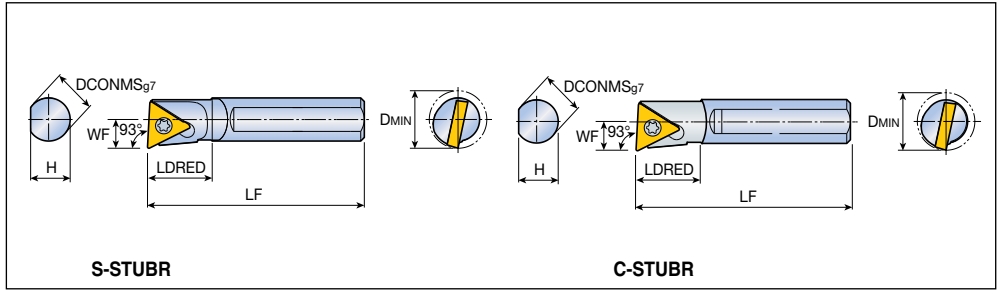 DCONMSg7
WF
93°
H
LDRED
LF
DMIN
S-STUBR
DCONMSg7
WF
93°
H
LDRED
LF
DMIN
C-STUBR